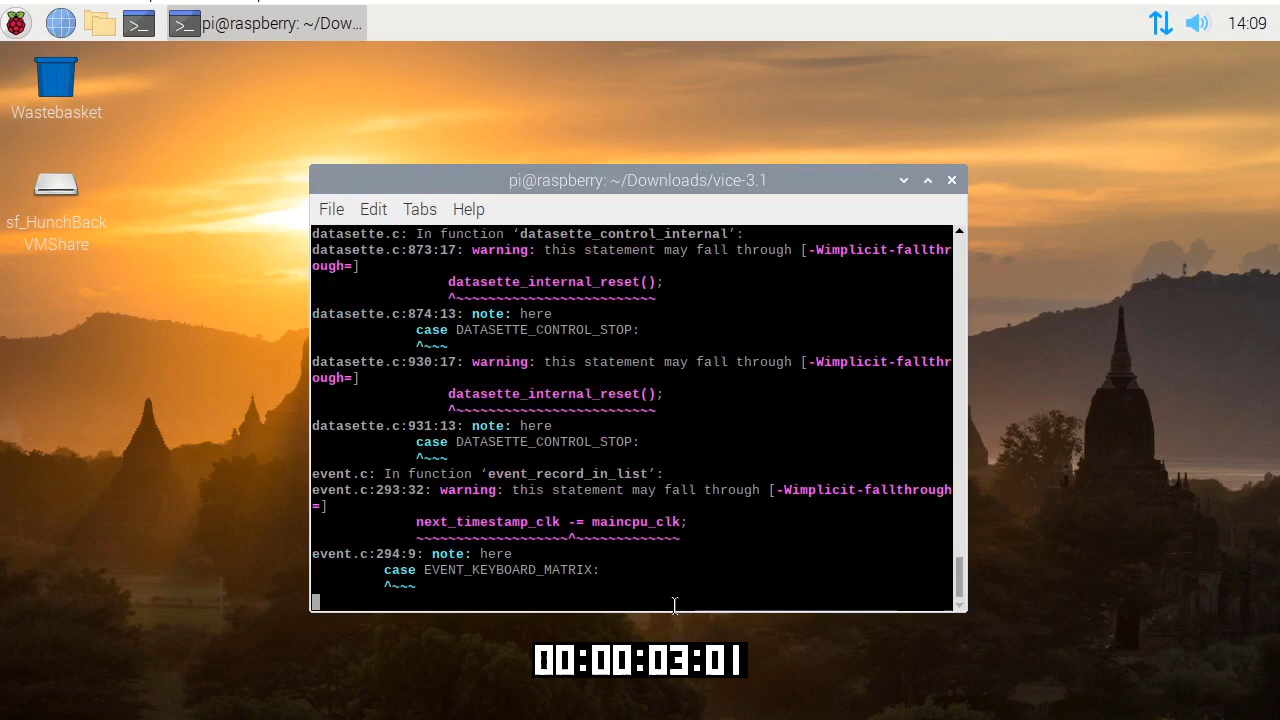 pi@raspberry: ~/Dow…
14:09
Wastebasket
sf_HunchBack
VMShare
pi@raspberry: ~/Downloads/vice-3.1
File Edit Tabs Help
datasette.c: In function ‘datasette_control_internal’:
datasette.c:873:17: warning: this statement may fall through [-Wimplicit-fallthr
ough=]
datasette_internal_reset();
^~~~~~~~~~~~~~~~~~~~~~~~~~
datasette.c:874:13: note: here
case DATASETTE_CONTROL_STOP:
^~~~
datasette.c:930:17: warning: this statement may fall through [-Wimplicit-fallthr
ough=]
datasette_internal_reset();
^~~~~~~~~~~~~~~~~~~~~~~~~~
datasette.c:931:13: note: here
case DATASETTE_CONTROL_STOP:
^~~~
event.c: In function ‘event_record_in_list’:
event.c:293:32: warning: this statement may fall through [-Wimplicit-fallthrough
=]
next_timestamp_clk -= maincpu_clk;
~~~~~~~~~~~~~~~~~~~^~~~~~~~~~~~~~
event.c:294:9: note: here
case EVENT_KEYBOARD_MATRIX:
^~~~
00:00:03:01